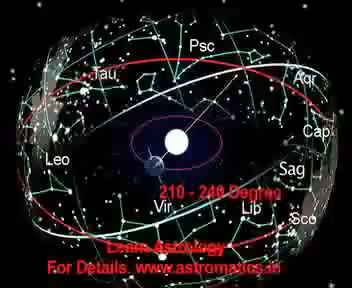 Psc
Tau
Aqr
Cap
Leo
Sag
210 - 240 Degree
Vir
Lib
Sco
Learn Astrology
For Details. www.astromatics.in